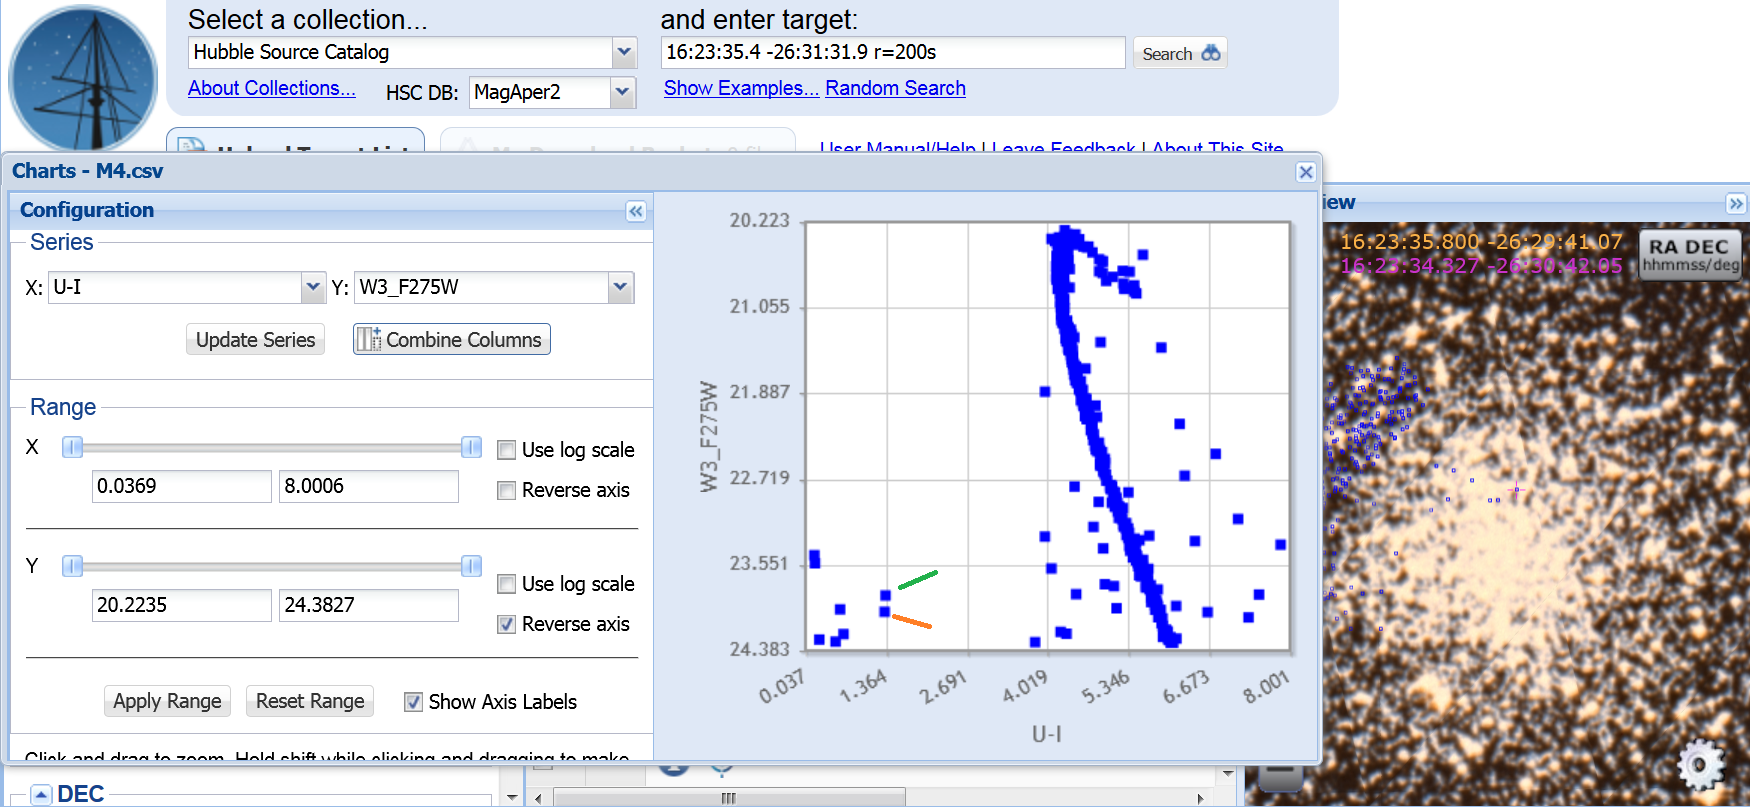 Select a collection...
and enter target:
Hubble Source Catalog
16:23:35.4 -26:31:31.9 r=200s
Search
About Collections...
HSC DB:
MagAper2
Show Examples...
Random Search
User Manual/Help | Leave Feedback | About This Site
Charts - M4.csv
Configuration
Series
X:
U-I
Y:
W3_F275W
Update Series
Combine Columns
Range
X
Use log scale
0.0369
8.0006
Reverse axis
Y
Use log scale
20.2235
24.3827
Reverse axis
Apply Range
Reset Range
Show Axis Labels
Click and drag to zoom. Hold shift while clicking and dragging to make
DEC
20.223
21.055
21.887
22.719
23.551
24.383
W3_F275W
0.037
1.364
2.691
4.019
5.346
6.673
8.001
U-I
iew
16:23:35.800 -26:29:41.07
16:23:34.327 -26:30:42.05
RA DEC
hhmmss/deg